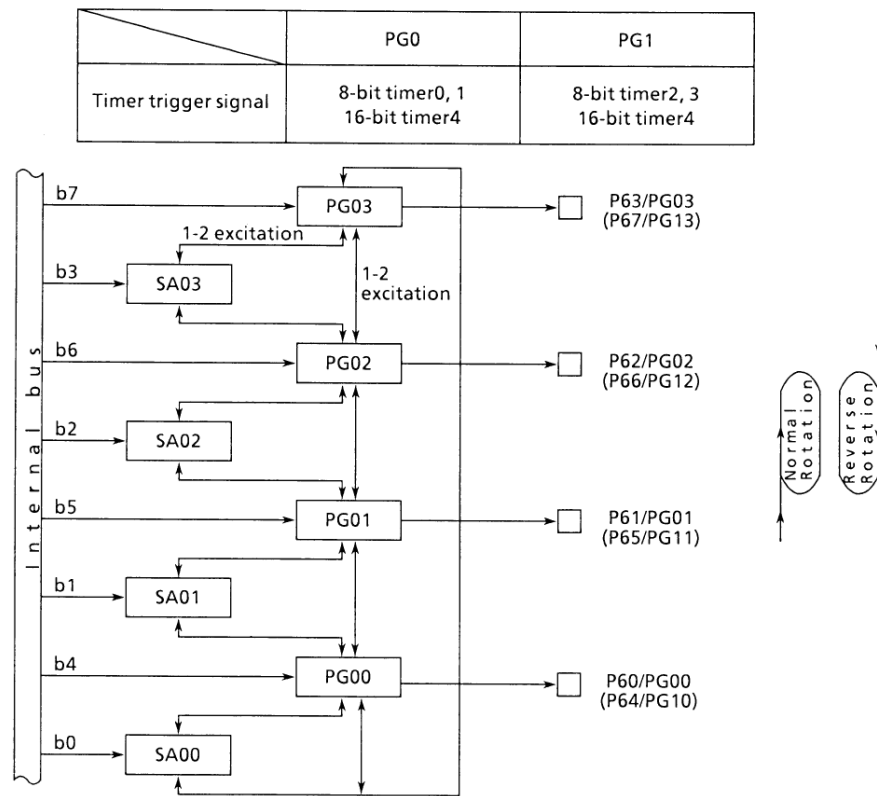 PG0
PG1
Timer trigger signal
8-bit timer0, 1
16-bit timer4
8-bit timer2, 3
16-bit timer4
Internal bus
b7
PG03
P63/PG03
(P67/PG13)
1-2 excitation
b3
SA03
1-2
excitation
b6
PG02
P62/PG02
(P66/PG12)
b2
SA02
Normal
Rotation
Reverse
Rotation
b5
PG01
P61/PG01
(P65/PG11)
b1
SA01
b4
PG00
P60/PG00
(P64/PG10)
b0
SA00